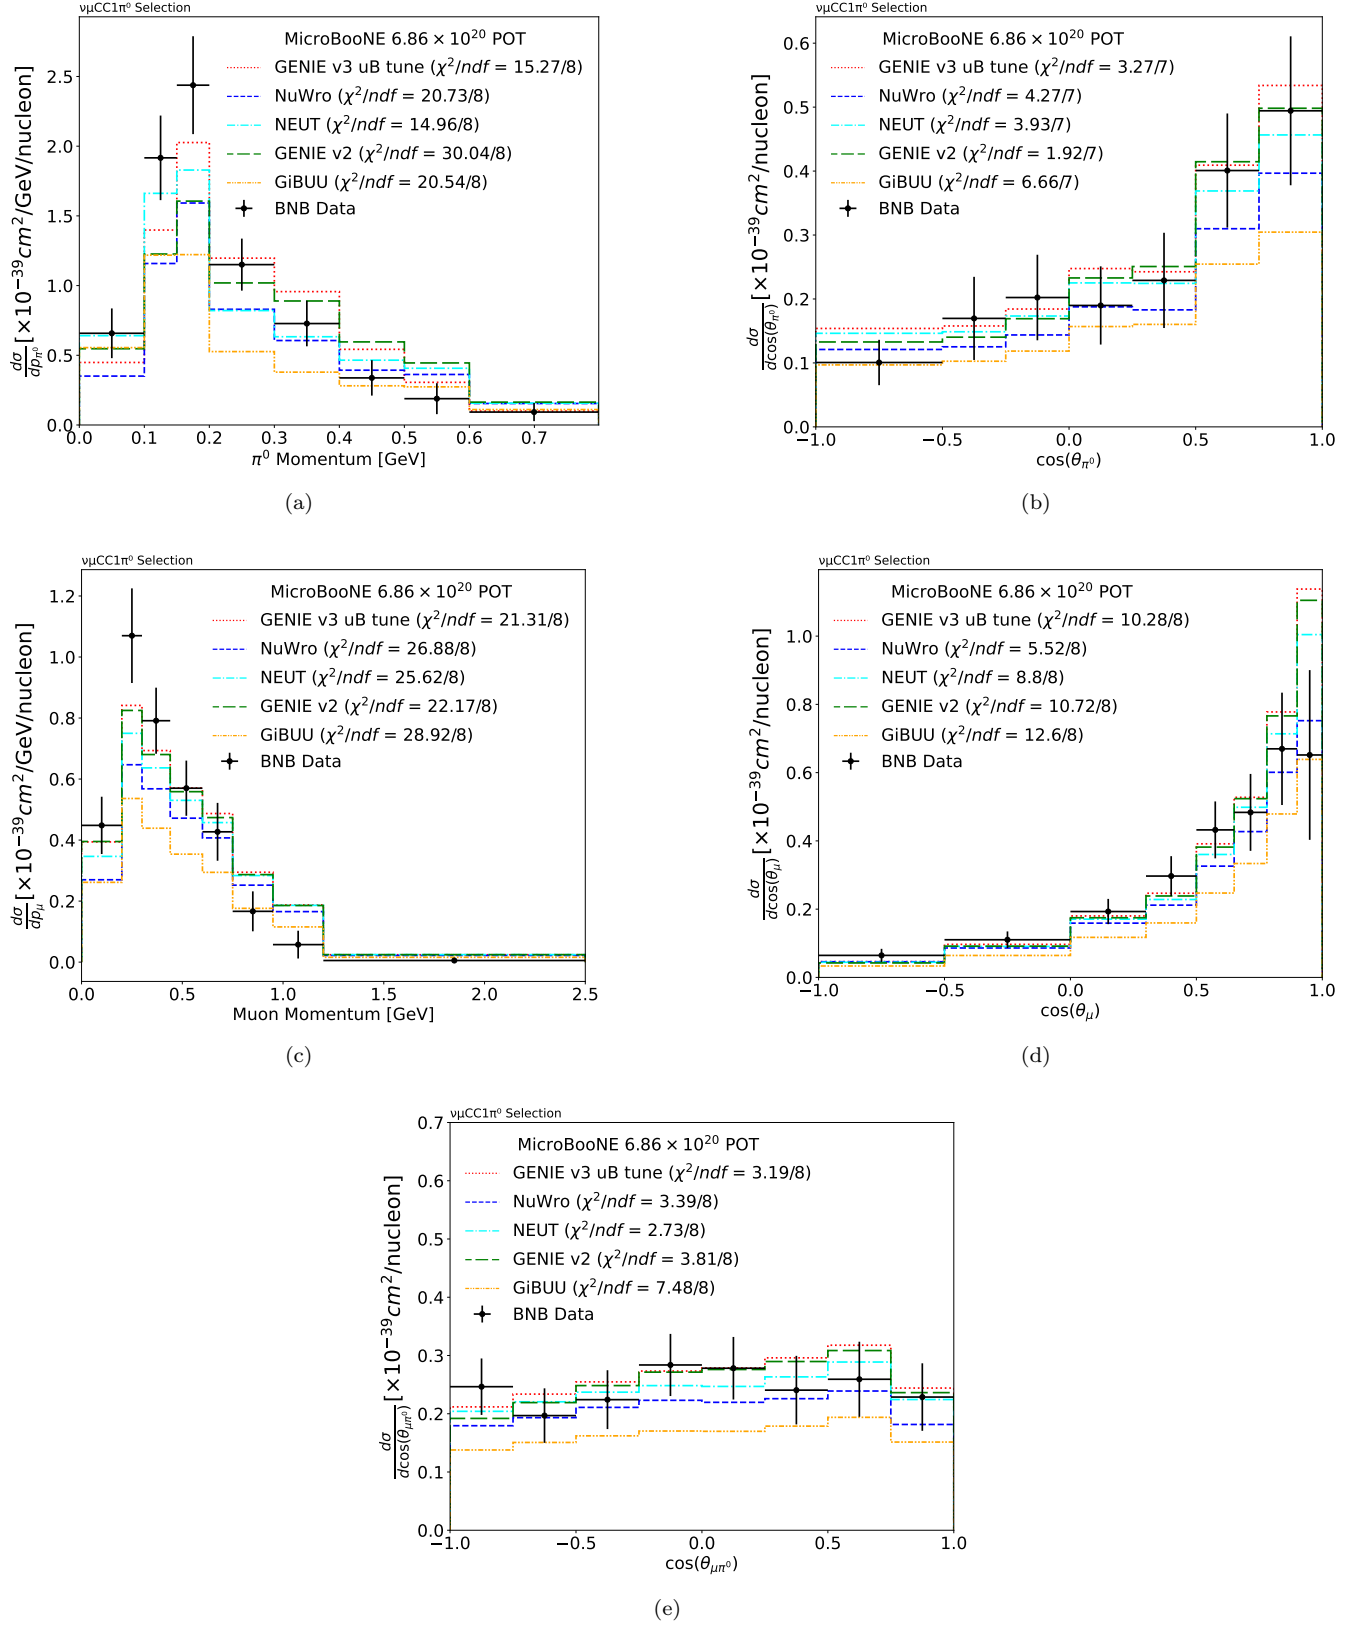 νμCC1π⁰ Selection
MicroBooNE 6.86 × 10²⁰ POT
GENIE v3 uB tune (χ²/ndf = 15.27/8)
NuWro (χ²/ndf = 20.73/8)
NEUT (χ²/ndf = 14.96/8)
GENIE v2 (χ²/ndf = 30.04/8)
GiBUU (χ²/ndf = 20.54/8)
BNB Data
dσ/dp_π⁰ [×10⁻³⁹cm²/GeV/nucleon]
2.5
2.0
1.5
1.0
0.5
0.0
0.0 0.1 0.2 0.3 0.4 0.5 0.6 0.7
π⁰ Momentum [GeV]
(a)
νμCC1π⁰ Selection
MicroBooNE 6.86 × 10²⁰ POT
GENIE v3 uB tune (χ²/ndf = 3.27/7)
NuWro (χ²/ndf = 4.27/7)
NEUT (χ²/ndf = 3.93/7)
GENIE v2 (χ²/ndf = 1.92/7)
GiBUU (χ²/ndf = 6.66/7)
BNB Data
dσ/dcos(θ_π⁰) [×10⁻³⁹cm²/nucleon]
0.6
0.5
0.4
0.3
0.2
0.1
0.0
−1.0 −0.5 0.0 0.5 1.0
cos(θ_π⁰)
(b)
νμCC1π⁰ Selection
MicroBooNE 6.86 × 10²⁰ POT
GENIE v3 uB tune (χ²/ndf = 21.31/8)
NuWro (χ²/ndf = 26.88/8)
NEUT (χ²/ndf = 25.62/8)
GENIE v2 (χ²/ndf = 22.17/8)
GiBUU (χ²/ndf = 28.92/8)
BNB Data
dσ/dp_μ [×10⁻³⁹cm²/GeV/nucleon]
1.2
1.0
0.8
0.6
0.4
0.2
0.0
0.0 0.5 1.0 1.5 2.0 2.5
Muon Momentum [GeV]
(c)
νμCC1π⁰ Selection
MicroBooNE 6.86 × 10²⁰ POT
GENIE v3 uB tune (χ²/ndf = 10.28/8)
NuWro (χ²/ndf = 5.52/8)
NEUT (χ²/ndf = 8.8/8)
GENIE v2 (χ²/ndf = 10.72/8)
GiBUU (χ²/ndf = 12.6/8)
BNB Data
dσ/dcos(θ_μ) [×10⁻³⁹cm²/nucleon]
1.0
0.8
0.6
0.4
0.2
0.0
−1.0 −0.5 0.0 0.5 1.0
cos(θ_μ)
(d)
νμCC1π⁰ Selection
MicroBooNE 6.86 × 10²⁰ POT
GENIE v3 uB tune (χ²/ndf = 3.19/8)
NuWro (χ²/ndf = 3.39/8)
NEUT (χ²/ndf = 2.73/8)
GENIE v2 (χ²/ndf = 3.81/8)
GiBUU (χ²/ndf = 7.48/8)
BNB Data
dσ/dcos(θ_μπ⁰) [×10⁻³⁹cm²/nucleon]
0.7
0.6
0.5
0.4
0.3
0.2
0.1
0.0
−1.0 −0.5 0.0 0.5 1.0
cos(θ_μπ⁰)
(e)